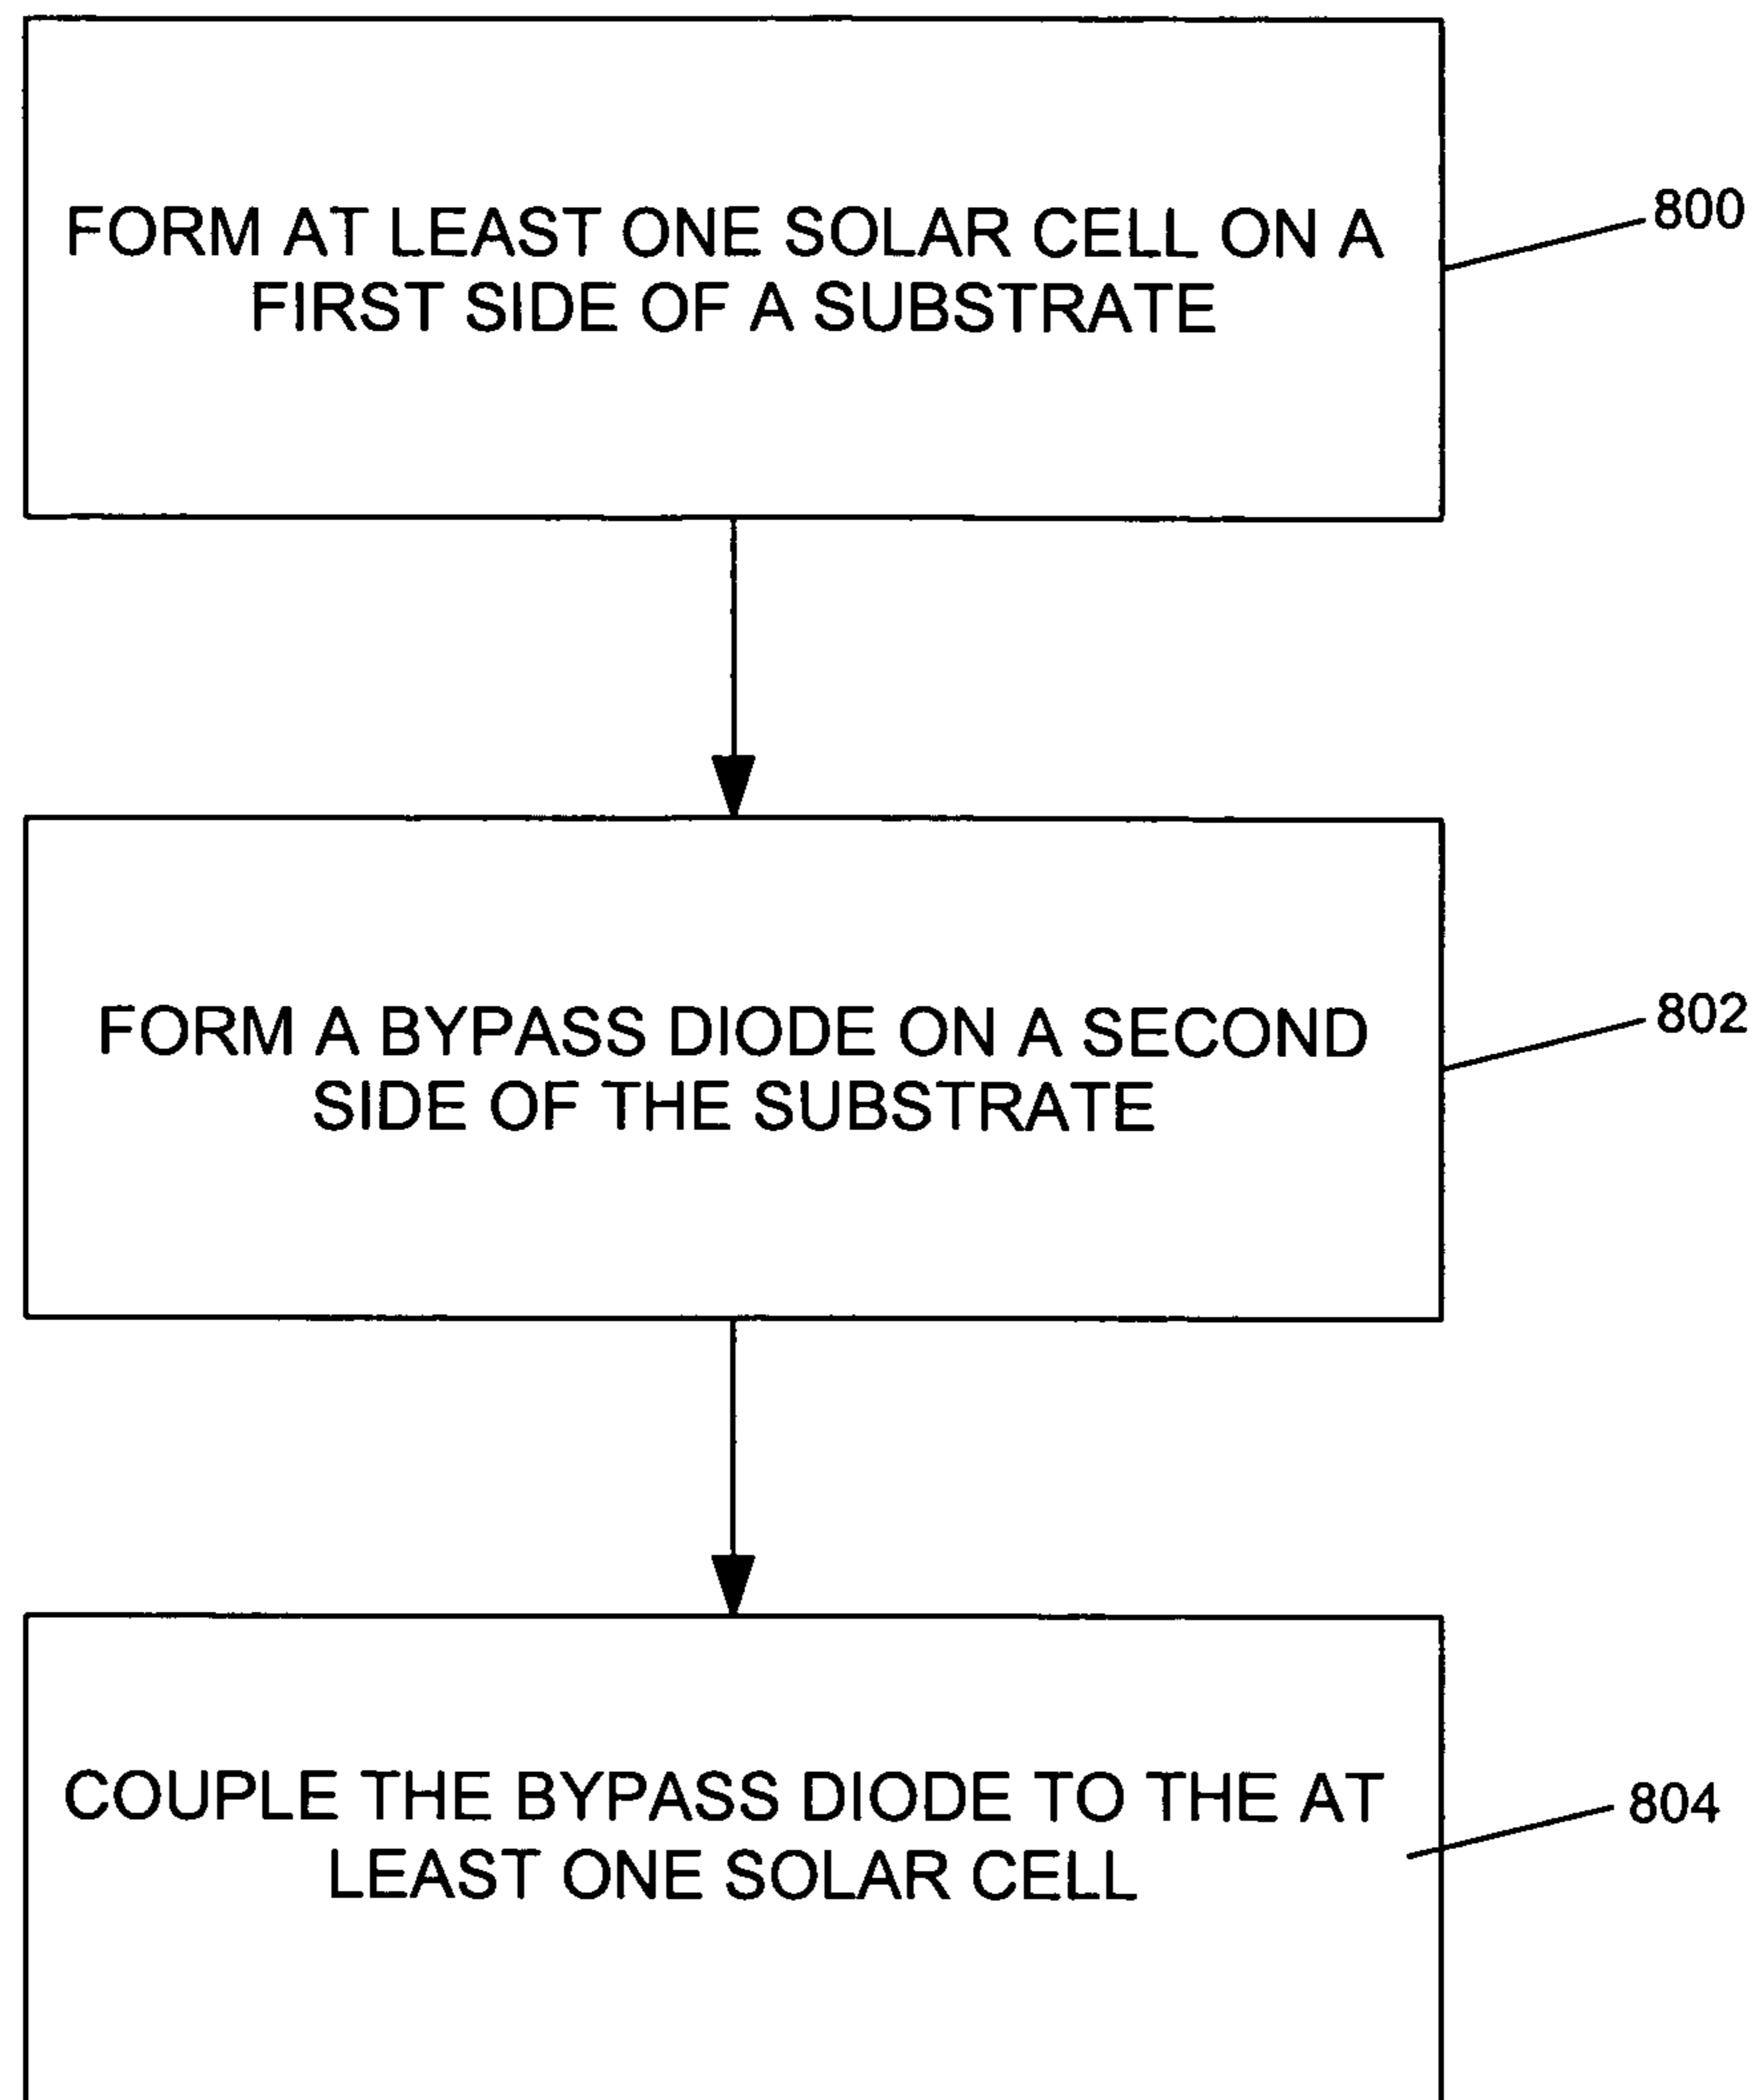 FORM AT LEAST ONE SOLAR CELL ON A
FIRST SIDE OF A SUBSTRATE
800
FORM A BYPASS DIODE ON A SECOND
SIDE OF THE SUBSTRATE
802
COUPLE THE BYPASS DIODE TO THE AT
LEAST ONE SOLAR CELL
804